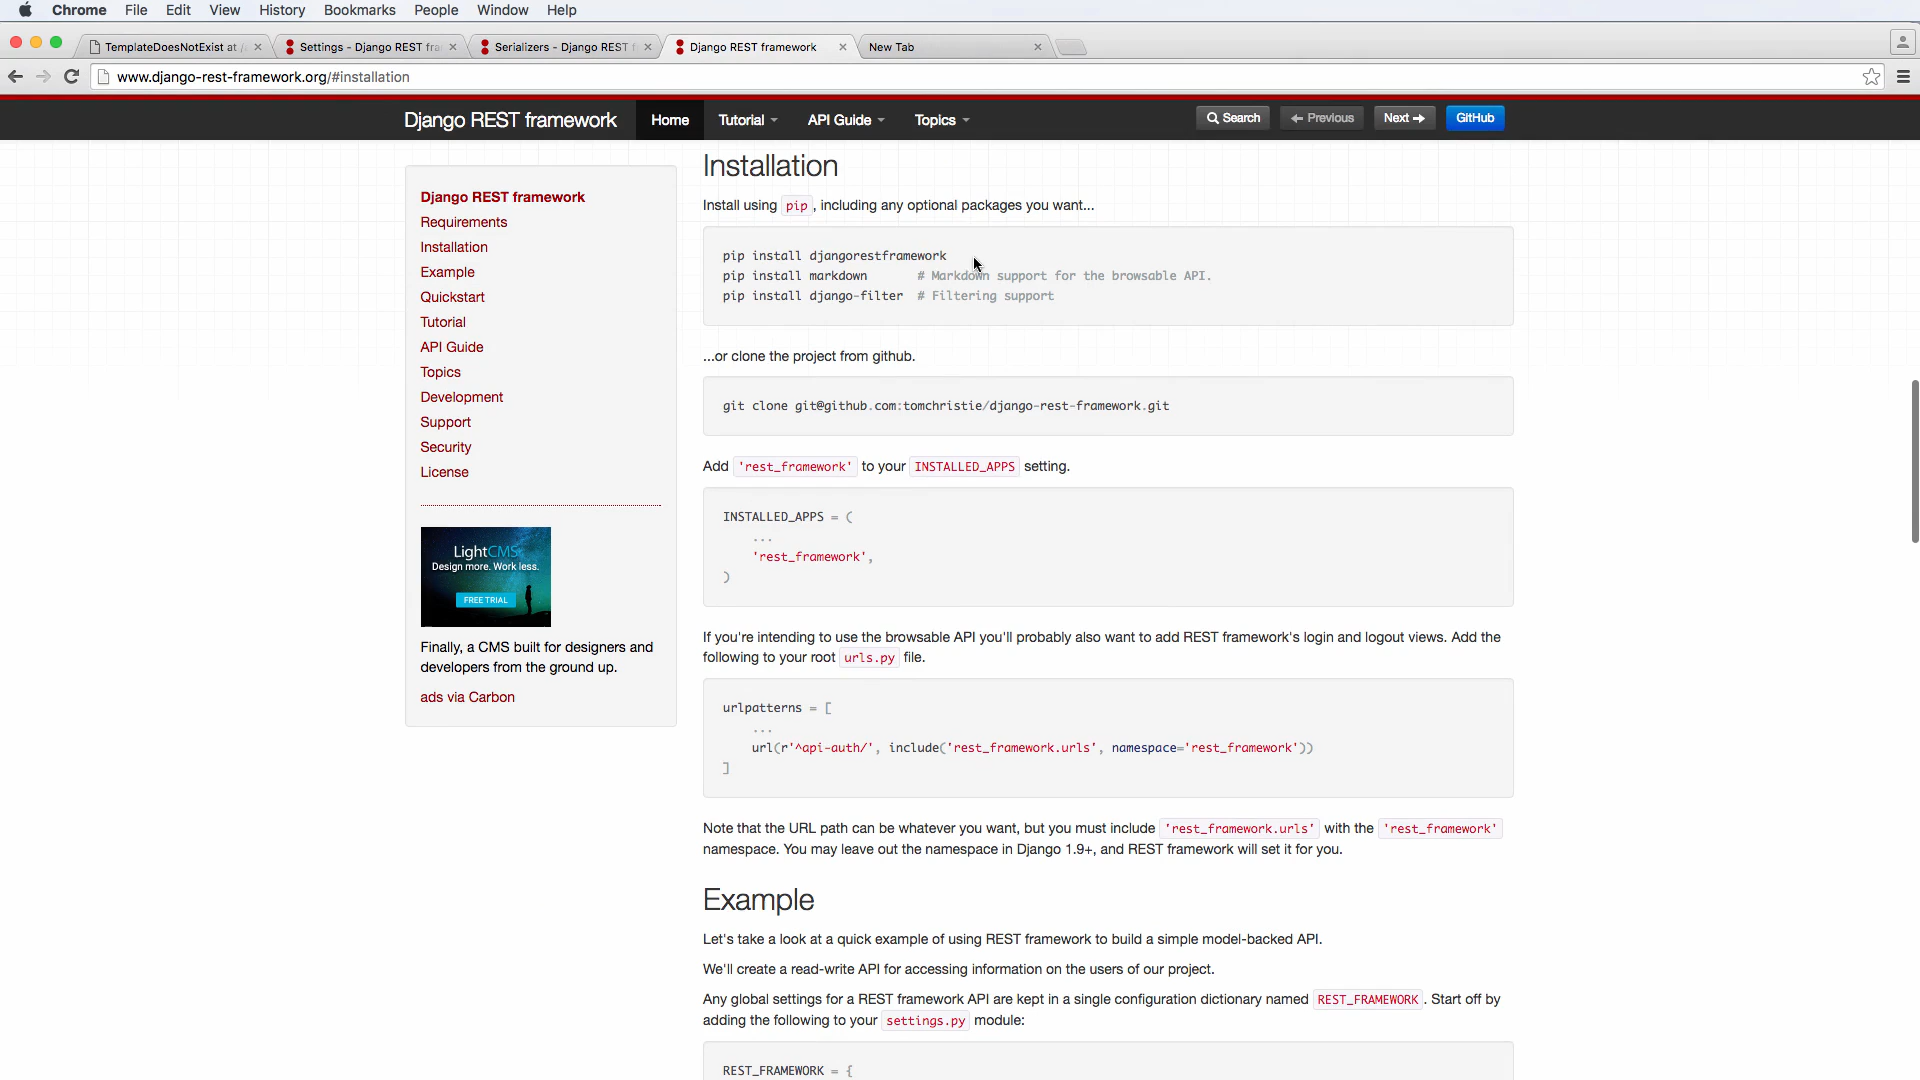 Chrome File Edit View History Bookmarks People Window Help
TemplateDoesNotExist at /
Settings - Django REST fra
Serializers - Django REST f
Django REST framework
New Tab
www.django-rest-framework.org/#installation
Django REST framework Home Tutorial API Guide Topics Search Previous Next GitHub
Django REST framework
Requirements
Installation
Example
Quickstart
Tutorial
API Guide
Topics
Development
Support
Security
License
LightCMS
Design more. Work less.
FREE TRIAL
Finally, a CMS built for designers and
developers from the ground up.
ads via Carbon
Installation
Install using pip, including any optional packages you want...
pip install djangorestframework
pip install markdown # Markdown support for the browsable API.
pip install django-filter # Filtering support
...or clone the project from github.
git clone git@github.com:tomchristie/django-rest-framework.git
Add 'rest_framework' to your INSTALLED_APPS setting.
INSTALLED_APPS = (
...
'rest_framework',
)
If you're intending to use the browsable API you'll probably also want to add REST framework's login and logout views. Add the
following to your root urls.py file.
urlpatterns = [
...
url(r'^api-auth/', include('rest_framework.urls', namespace='rest_framework'))
]
Note that the URL path can be whatever you want, but you must include 'rest_framework.urls' with the 'rest_framework'
namespace. You may leave out the namespace in Django 1.9+, and REST framework will set it for you.
Example
Let's take a look at a quick example of using REST framework to build a simple model-backed API.
We'll create a read-write API for accessing information on the users of our project.
Any global settings for a REST framework API are kept in a single configuration dictionary named REST_FRAMEWORK. Start off by
adding the following to your settings.py module:
REST_FRAMEWORK = {